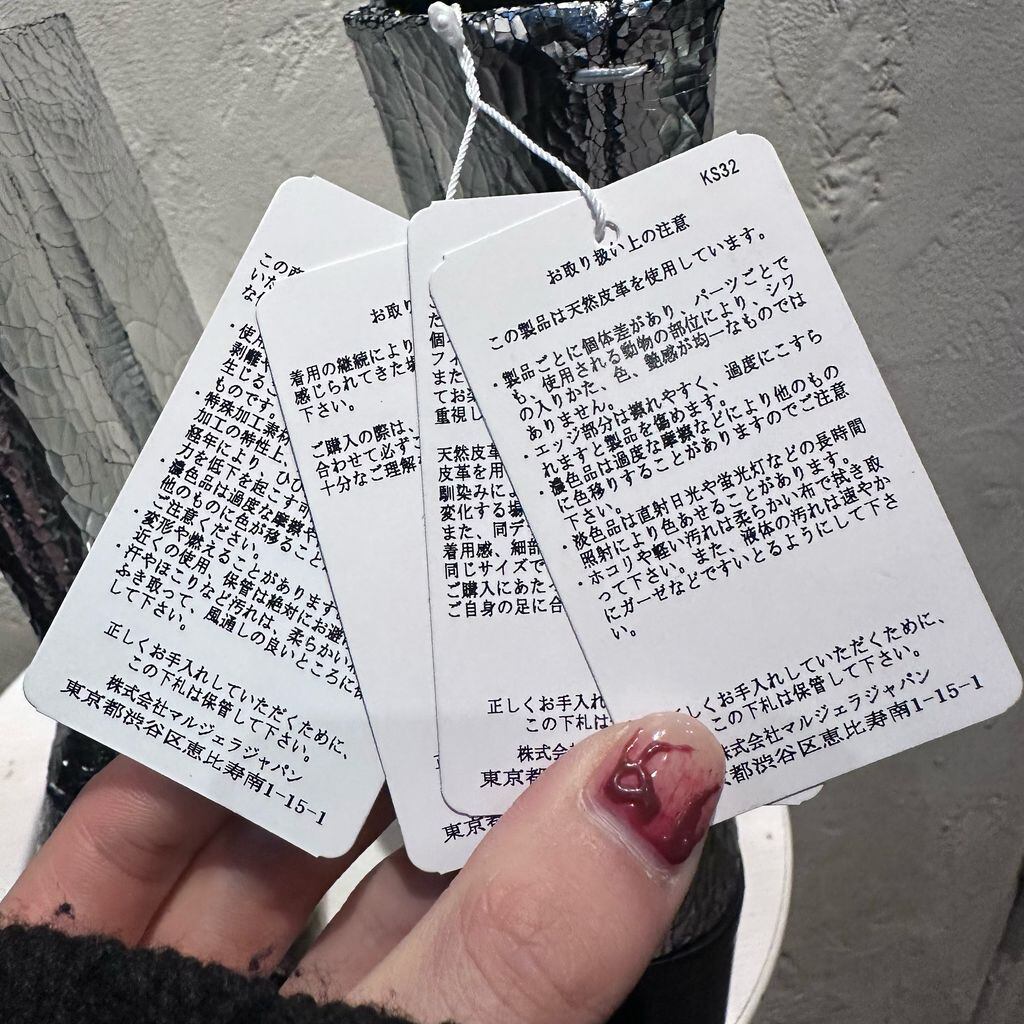 この
いた
な
・使用
剥離
生じるこ
ものです。
・特殊加工素材
加工の特性上、
経年により、ひび
力を低下を起こす可
・濃色品は過度な摩擦や
他のものに色が移ること
ご注意ください。
・変形や燃えることがあります
近くの使用、保管は絶対にお避
・汗やほこりなど汚れは、柔らかい
ふき取って、風通しの良いところに
して下さい。
正しくお手入れしていただくために、
この下札は保管して下さい。
株式会社マルジェラジャパン
東京都渋谷区恵比寿南1-15-1
お取り
着用の継続により
感じられてきた場
下さい。
ご購入の際は、
合わせて必ずご
十分なご理解
東京
個
フィ
また
てお
重視し
天然皮革
皮革を用
馴染みによ
変化する場
また、同デ
着用感、細部
同じサイズで
ご購入にあた
ご自身の足に合
正しくお手入れ
この下札は
株式会
東京都
KS32
お取り扱い上の注意
この製品は天然皮革を使用しています。
・製品ごとに個体差があり、パーツごとで
も、使用される動物の部位により、シワ
の入りかた、色、艶感が均一なものでは
ありません。
・エッジ部分は擦れやすく、過度にこすら
れますと製品を傷めます。
・濃色品は過度な摩擦などにより他のもの
に色移りすることがありますのでご注意
下さい。
・淡色品は直射日光や蛍光灯などの長時間
照射により色あせることがあります。
・ホコリや軽い汚れは柔らかい布で拭き取
って下さい。また、液体の汚れは速やか
にガーゼなどですいとるようにして下さ
い。
正しくお手入れしていただくために、
この下札は保管して下さい。
株式会社マルジェラジャパン
都渋谷区恵比寿南1-15-1